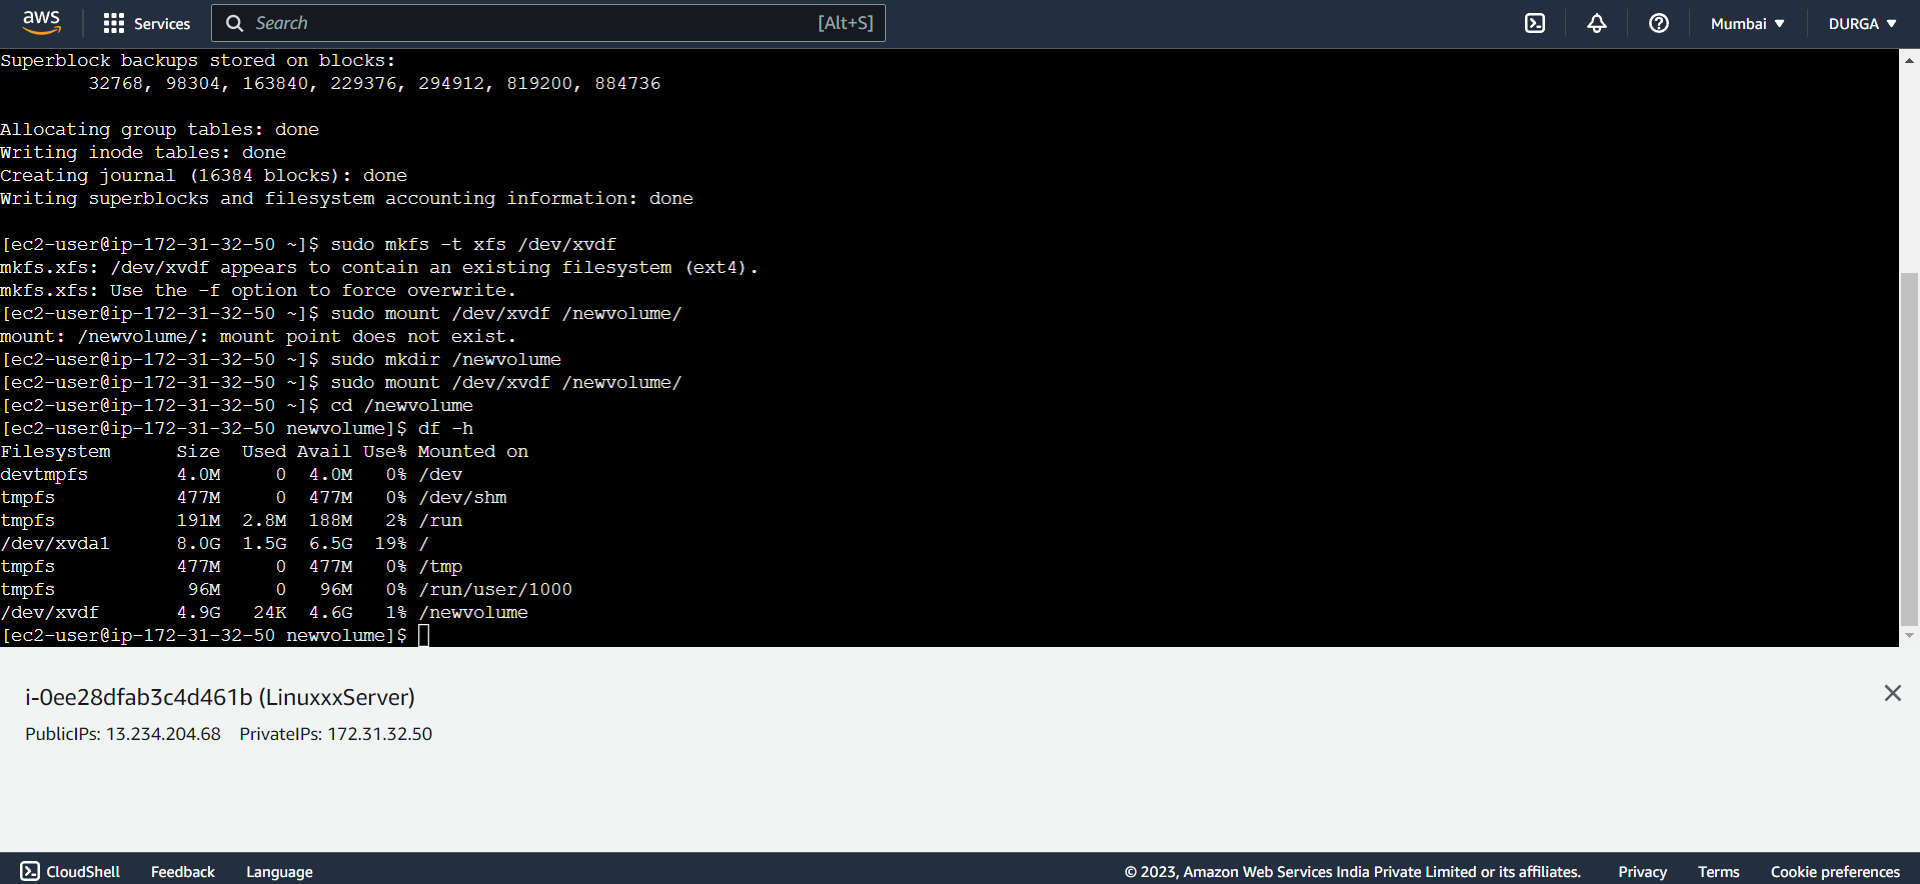 aws Services Search [Alt+S] Mumbai ▼ DURGA ▼
Superblock backups stored on blocks:
        32768, 98304, 163840, 229376, 294912, 819200, 884736

Allocating group tables: done
Writing inode tables: done
Creating journal (16384 blocks): done
Writing superblocks and filesystem accounting information: done

[ec2-user@ip-172-31-32-50 ~]$ sudo mkfs -t xfs /dev/xvdf
mkfs.xfs: /dev/xvdf appears to contain an existing filesystem (ext4).
mkfs.xfs: Use the -f option to force overwrite.
[ec2-user@ip-172-31-32-50 ~]$ sudo mount /dev/xvdf /newvolume/
mount: /newvolume/: mount point does not exist.
[ec2-user@ip-172-31-32-50 ~]$ sudo mkdir /newvolume
[ec2-user@ip-172-31-32-50 ~]$ sudo mount /dev/xvdf /newvolume/
[ec2-user@ip-172-31-32-50 ~]$ cd /newvolume
[ec2-user@ip-172-31-32-50 newvolume]$ df -h
Filesystem      Size  Used Avail Use% Mounted on
devtmpfs        4.0M     0  4.0M   0% /dev
tmpfs           477M     0  477M   0% /dev/shm
tmpfs           191M  2.8M  188M   2% /run
/dev/xvda1      8.0G  1.5G  6.5G  19% /
tmpfs           477M     0  477M   0% /tmp
tmpfs            96M     0   96M   0% /run/user/1000
/dev/xvdf       4.9G   24K  4.6G   1% /newvolume
[ec2-user@ip-172-31-32-50 newvolume]$
i-0ee28dfab3c4d461b (LinuxxxServer)
PublicIPs: 13.234.204.68 PrivateIPs: 172.31.32.50
CloudShell Feedback Language © 2023, Amazon Web Services India Private Limited or its affiliates. Privacy Terms Cookie preferences